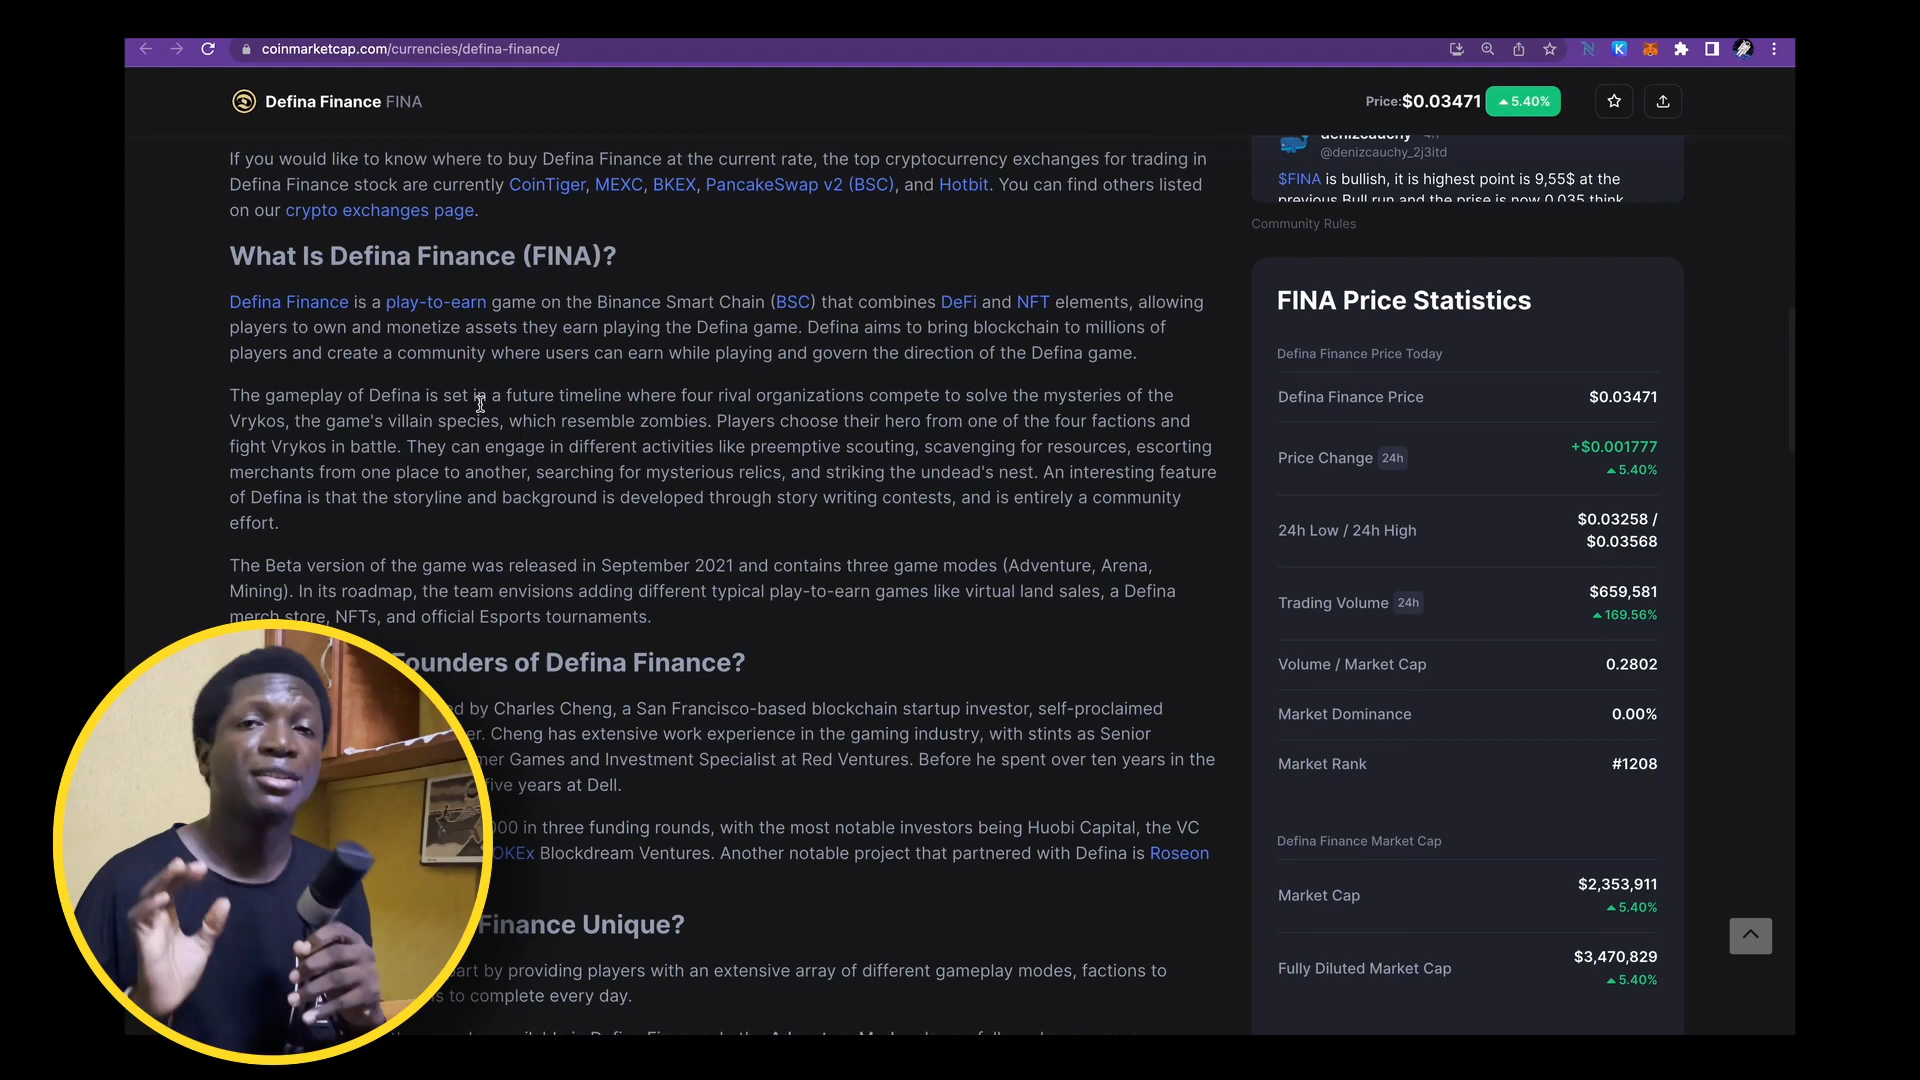 coinmarketcap.com/currencies/defina-finance/
Defina Finance FINA
Price:$0.03471 5.40%
If you would like to know where to buy Defina Finance at the current rate, the top cryptocurrency exchanges for trading in
Defina Finance stock are currently CoinTiger, MEXC, BKEX, PancakeSwap v2 (BSC), and Hotbit. You can find others listed
on our crypto exchanges page.
What Is Defina Finance (FINA)?
Defina Finance is a play-to-earn game on the Binance Smart Chain (BSC) that combines DeFi and NFT elements, allowing
players to own and monetize assets they earn playing the Defina game. Defina aims to bring blockchain to millions of
players and create a community where users can earn while playing and govern the direction of the Defina game.
The gameplay of Defina is set in a future timeline where four rival organizations compete to solve the mysteries of the
Vrykos, the game's villain species, which resemble zombies. Players choose their hero from one of the four factions and
fight Vrykos in battle. They can engage in different activities like preemptive scouting, scavenging for resources, escorting
merchants from one place to another, searching for mysterious relics, and striking the undead's nest. An interesting feature
of Defina is that the storyline and background is developed through story writing contests, and is entirely a community
effort.
The Beta version of the game was released in September 2021 and contains three game modes (Adventure, Arena,
Mining). In its roadmap, the team envisions adding different typical play-to-earn games like virtual land sales, a Defina
merch store, NFTs, and official Esports tournaments.
Founders of Defina Finance?
by Charles Cheng, a San Francisco-based blockchain startup investor, self-proclaimed
Cheng has extensive work experience in the gaming industry, with stints as Senior
Games and Investment Specialist at Red Ventures. Before he spent over ten years in the
five years at Dell.
in three funding rounds, with the most notable investors being Huobi Capital, the VC
OKEx Blockdream Ventures. Another notable project that partnered with Defina is Roseon
Finance Unique?
by providing players with an extensive array of different gameplay modes, factions to
to complete every day.
denizcauchy 4h
@denizcauchy_2j3itd
$FINA is bullish, it is highest point is 9,55$ at the
previous Bull run and the prise is now 0.035 think
Community Rules
FINA Price Statistics
Defina Finance Price Today
Defina Finance Price $0.03471
Price Change 24h +$0.001777
5.40%
24h Low / 24h High $0.03258 /
$0.03568
Trading Volume 24h $659,581
169.56%
Volume / Market Cap 0.2802
Market Dominance 0.00%
Market Rank #1208
Defina Finance Market Cap
Market Cap $2,353,911
5.40%
Fully Diluted Market Cap $3,470,829
5.40%